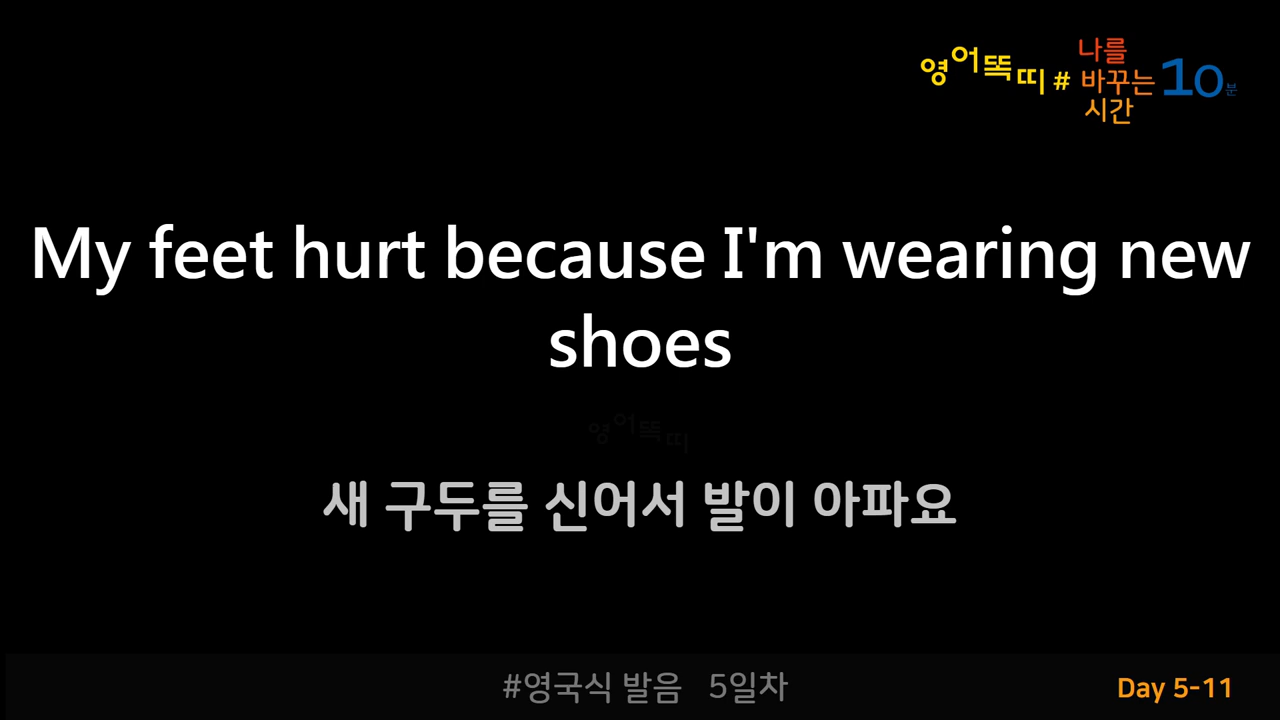 영어똑띠 # 나를 바꾸는 시간 10분
My feet hurt because I'm wearing new
shoes
영어똑띠
새 구두를 신어서 발이 아파요
#영국식 발음 5일차
Day 5-11